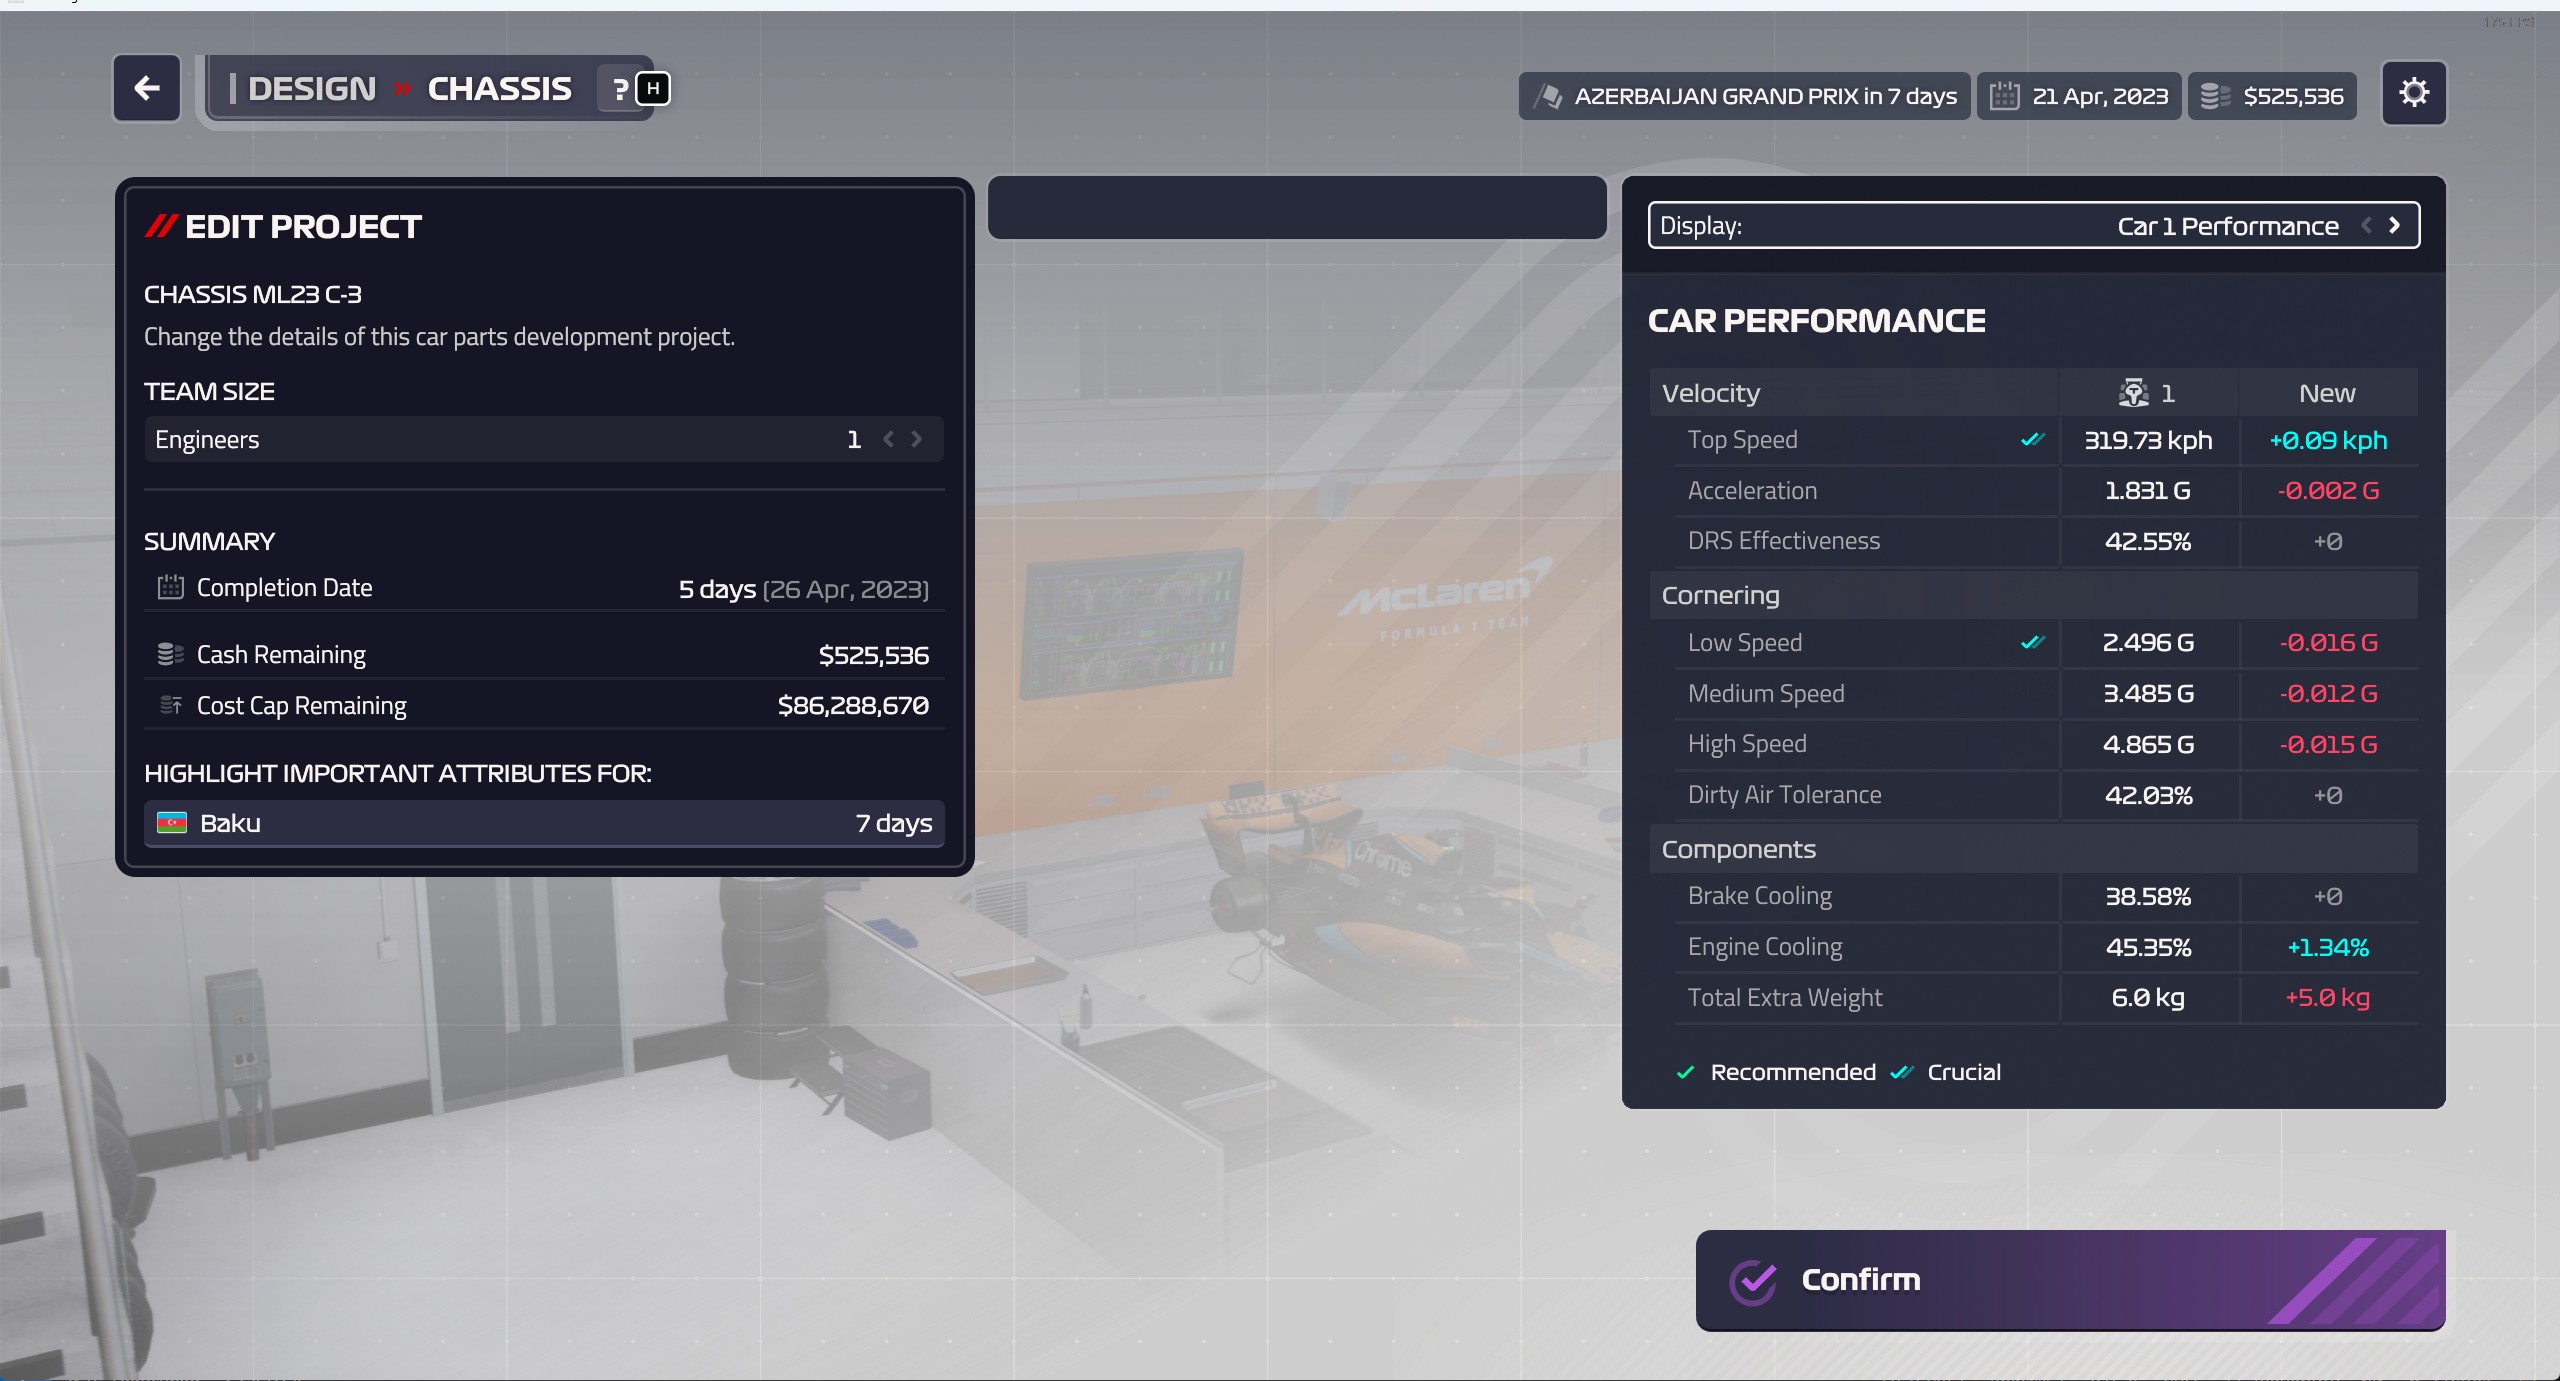 DESIGN » CHASSIS ? H
AZERBAIJAN GRAND PRIX in 7 days
21 Apr, 2023
$525,536
EDIT PROJECT
CHASSIS ML23 C-3
Change the details of this car parts development project.
TEAM SIZE
Engineers 1
SUMMARY
Completion Date 5 days (26 Apr, 2023)
Cash Remaining $525,536
Cost Cap Remaining $86,288,670
HIGHLIGHT IMPORTANT ATTRIBUTES FOR:
Baku 7 days
McLaren
FORMULA 1 TEAM
Chrome
Display: Car 1 Performance
CAR PERFORMANCE
Velocity 1 New
Top Speed 319.73 kph +0.09 kph
Acceleration 1.831 G -0.002 G
DRS Effectiveness 42.55% +0
Cornering
Low Speed 2.496 G -0.016 G
Medium Speed 3.485 G -0.012 G
High Speed 4.865 G -0.015 G
Dirty Air Tolerance 42.03% +0
Components
Brake Cooling 38.58% +0
Engine Cooling 45.35% +1.34%
Total Extra Weight 6.0 kg +5.0 kg
Recommended Crucial
Confirm